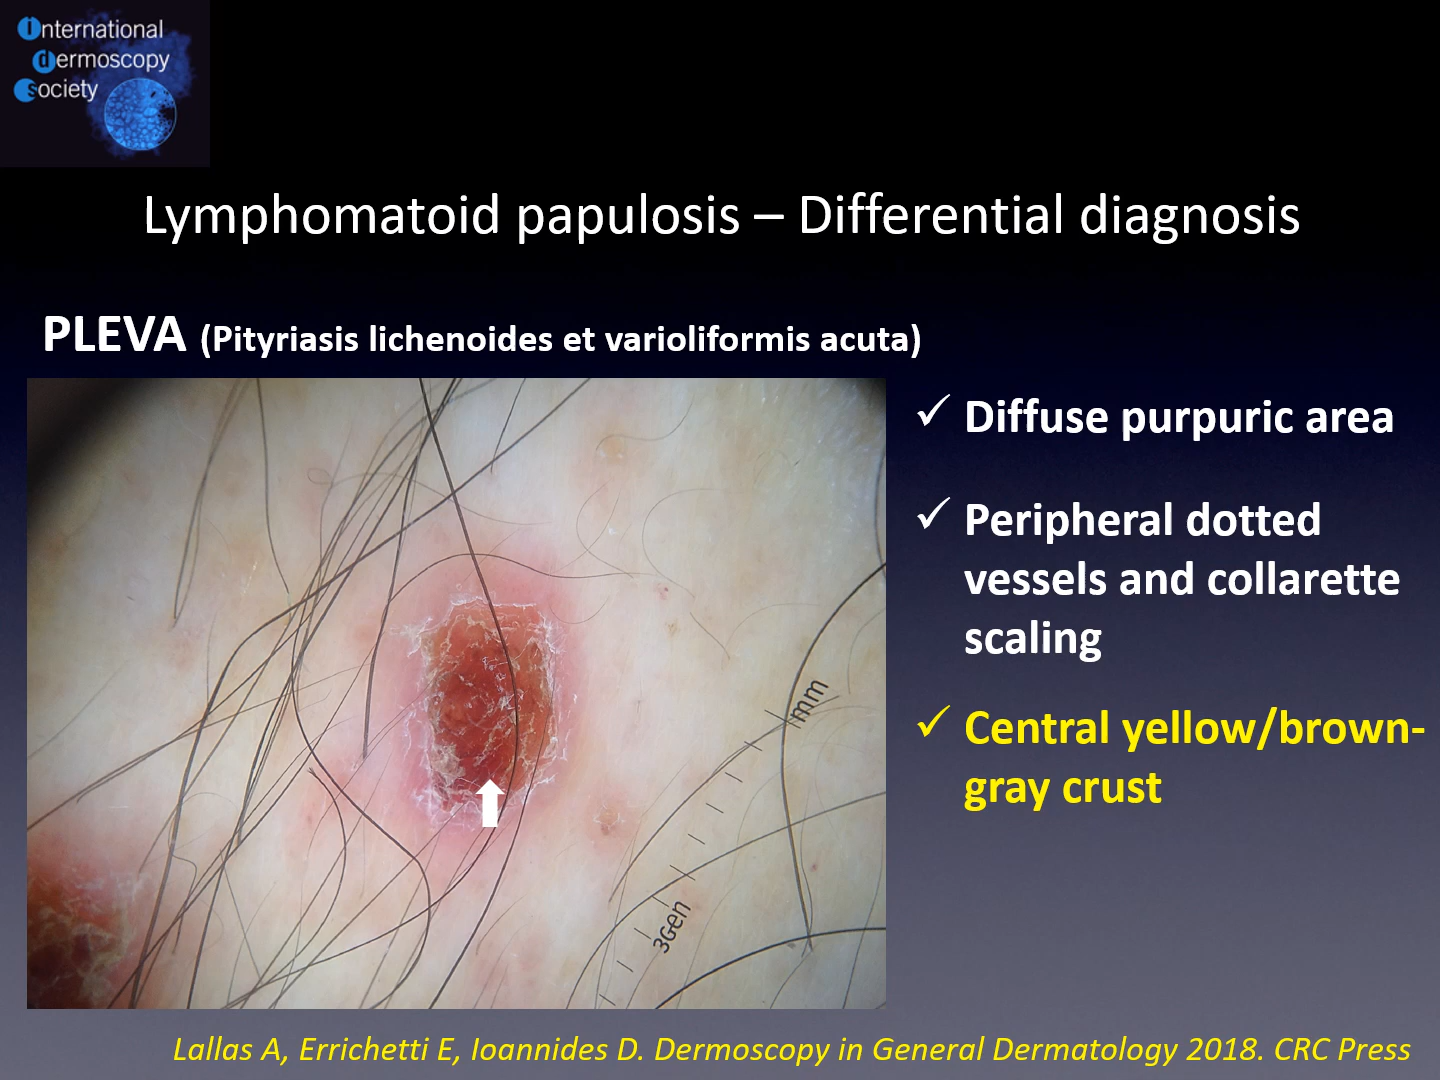 International
dermoscopy
society
Lymphomatoid papulosis – Differential diagnosis
PLEVA (Pityriasis lichenoides et varioliformis acuta)
✓ Diffuse purpuric area
✓ Peripheral dotted
vessels and collarette
scaling
✓ Central yellow/brown-
gray crust
mm
3Gen
Lallas A, Errichetti E, Ioannides D. Dermoscopy in General Dermatology 2018. CRC Press